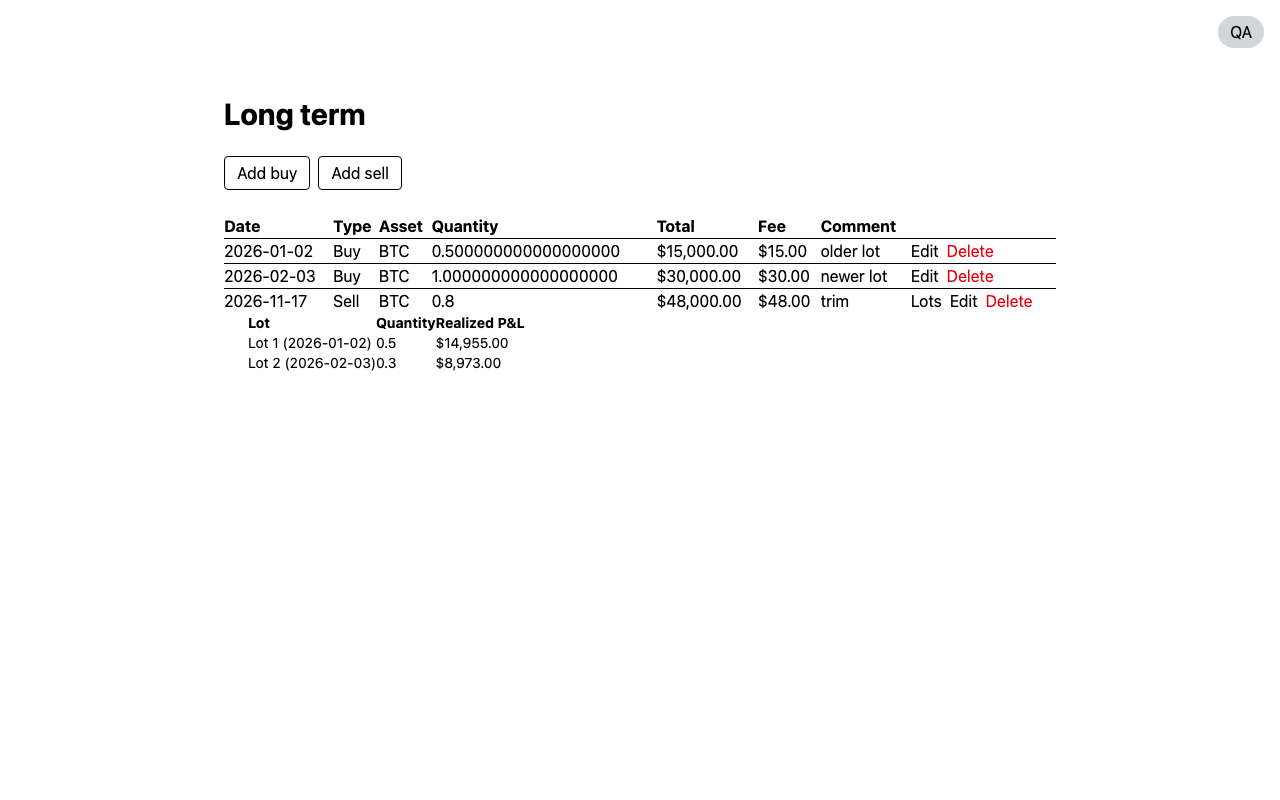 QA
Long term
Add buy Add sell
Date Type Asset Quantity Total Fee Comment
2026-01-02 Buy BTC 0.500000000000000000 $15,000.00 $15.00 older lot Edit Delete
2026-02-03 Buy BTC 1.000000000000000000 $30,000.00 $30.00 newer lot Edit Delete
2026-11-17 Sell BTC 0.8 $48,000.00 $48.00 trim Lots Edit Delete
Lot Quantity Realized P&L
Lot 1 (2026-01-02) 0.5 $14,955.00
Lot 2 (2026-02-03) 0.3 $8,973.00